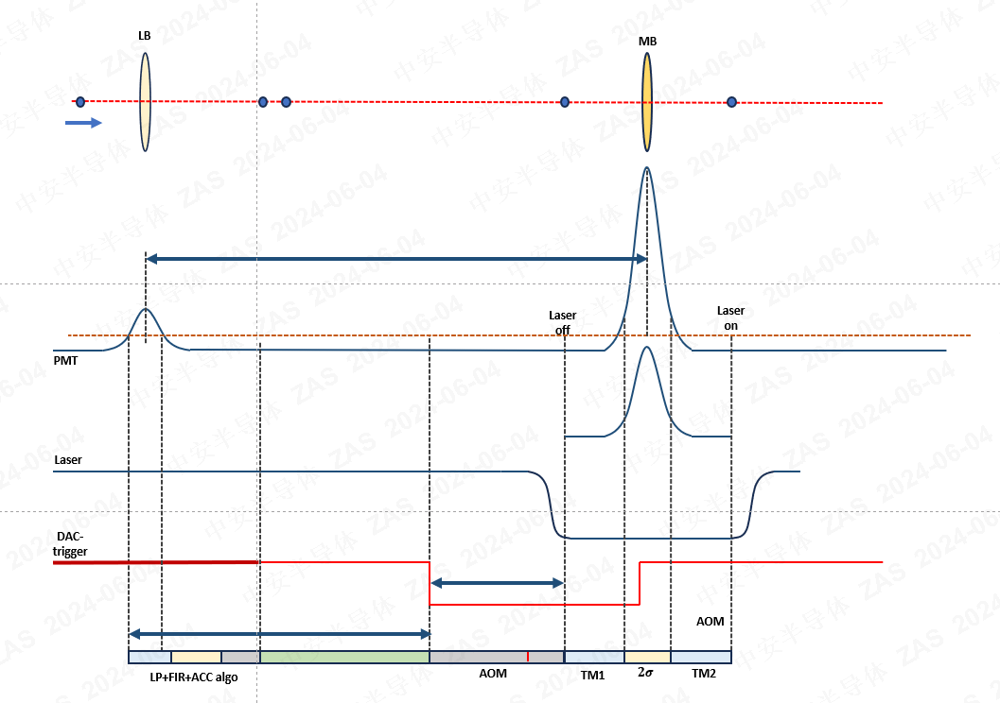 LB
MB
Laser
off
Laser
on
PMT
Laser
DAC-
trigger
AOM
LP+FIR+ACC algo
AOM
TM1
2σ
TM2
中安半导体 ZAS 2024-06-04